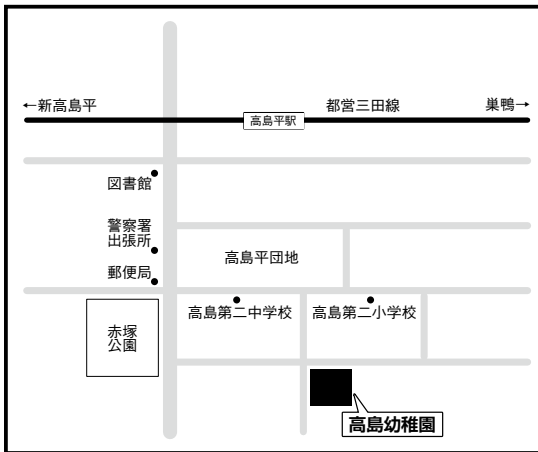 ←新高島平
都営三田線
巣鴨→
高島平駅
図書館
警察署
出張所
高島平団地
郵便局
高島第二中学校
高島第二小学校
赤塚
公園
高島幼稚園